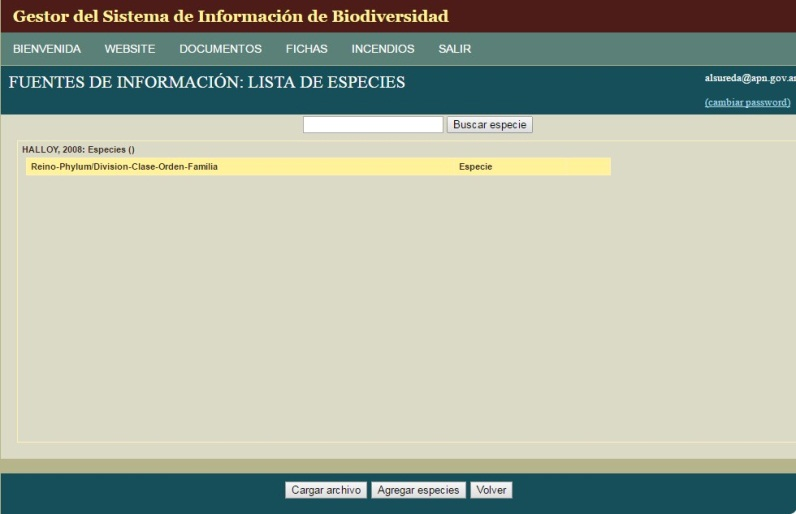 Gestor del Sistema de Información de Biodiversidad
BIENVENIDA WEBSITE DOCUMENTOS FICHAS INCENDIOS SALIR
FUENTES DE INFORMACIÓN: LISTA DE ESPECIES
alsureda@apn.gov.ar
(cambiar password)
Buscar especie
HALLOY, 2008: Especies ()
Reino-Phylum/Division-Clase-Orden-Familia Especie
Cargar archivo Agregar especies Volver